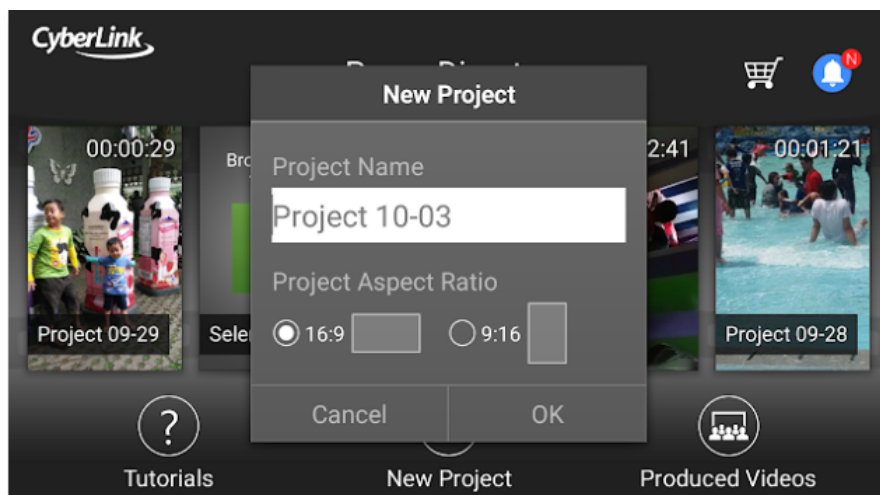 CyberLink
N
New Project
00:00:29
2:41
00:01:21
Project Name
Project 10-03
Project Aspect Ratio
16:9
9:16
Project 09-29
Project 09-28
Cancel
OK
?
Tutorials
New Project
Produced Videos